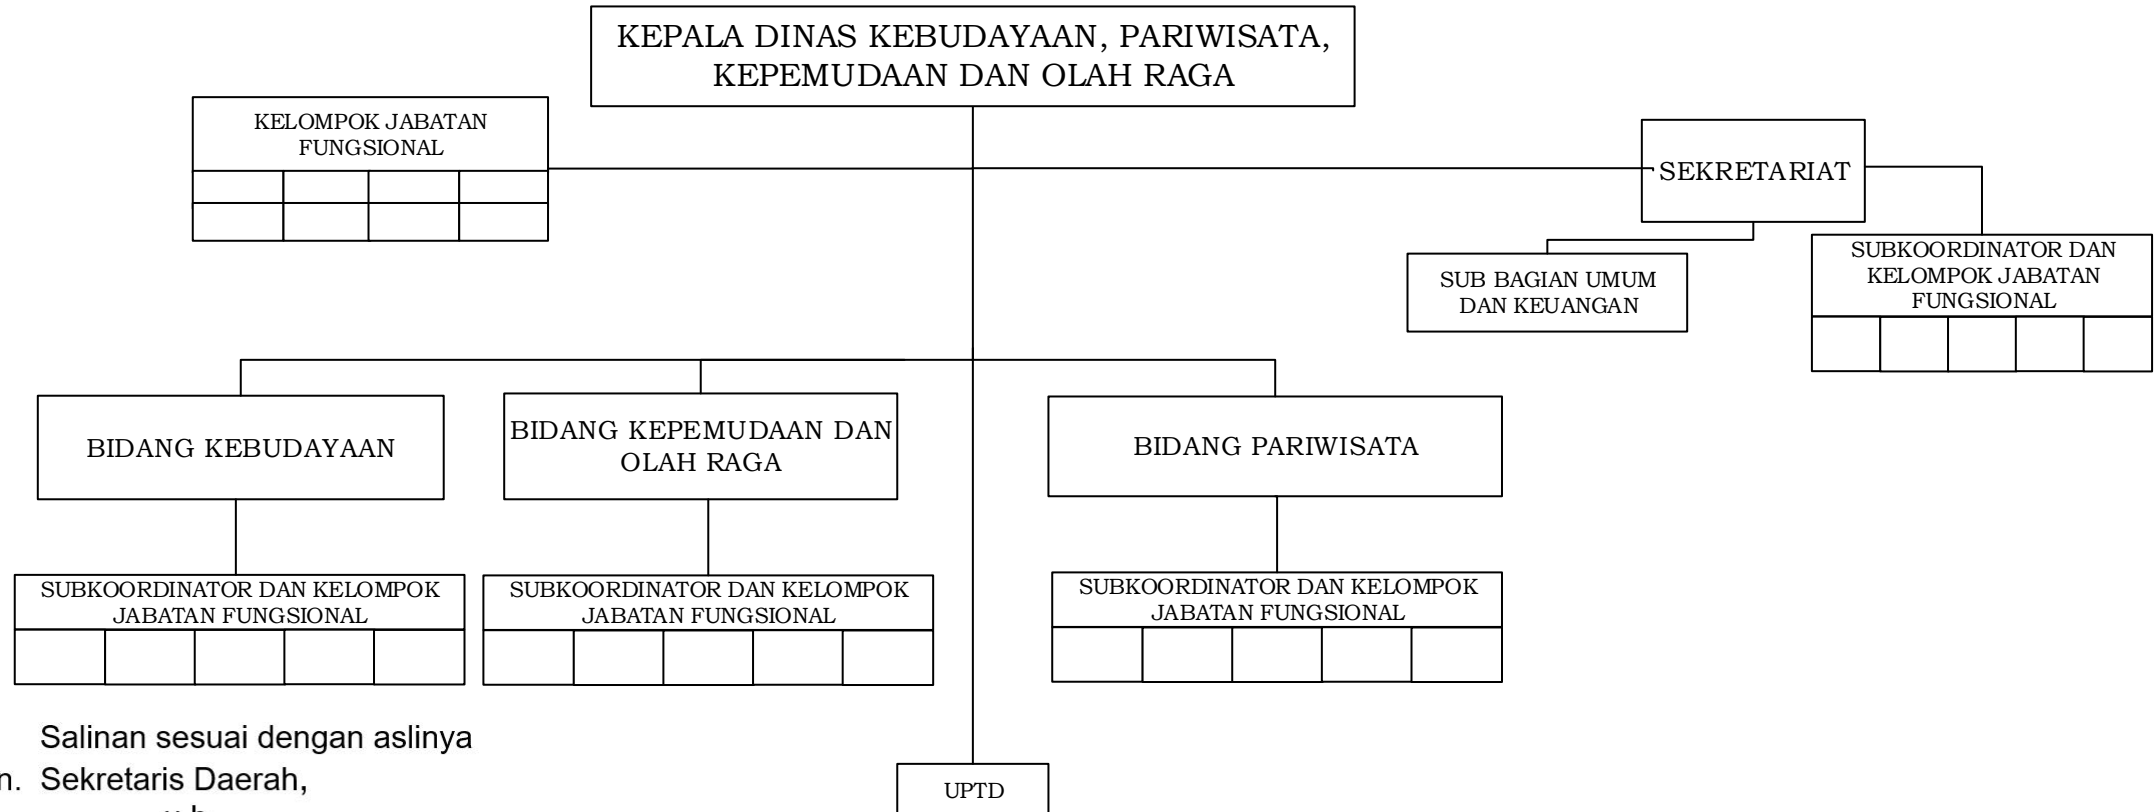 KEPALA DINAS KEBUDAYAAN, PARIWISATA,
KEPEMUDAAN DAN OLAH RAGA
KELOMPOK JABATAN
FUNGSIONAL
SEKRETARIAT
SUB BAGIAN UMUM
DAN KEUANGAN
SUBKOORDINATOR DAN
KELOMPOK JABATAN
FUNGSIONAL
BIDANG KEBUDAYAAN
BIDANG KEPEMUDAAN DAN
OLAH RAGA
BIDANG PARIWISATA
SUBKOORDINATOR DAN KELOMPOK
JABATAN FUNGSIONAL
SUBKOORDINATOR DAN KELOMPOK
JABATAN FUNGSIONAL
SUBKOORDINATOR DAN KELOMPOK
JABATAN FUNGSIONAL
Salinan sesuai dengan aslinya
n. Sekretaris Daerah,
UPTD